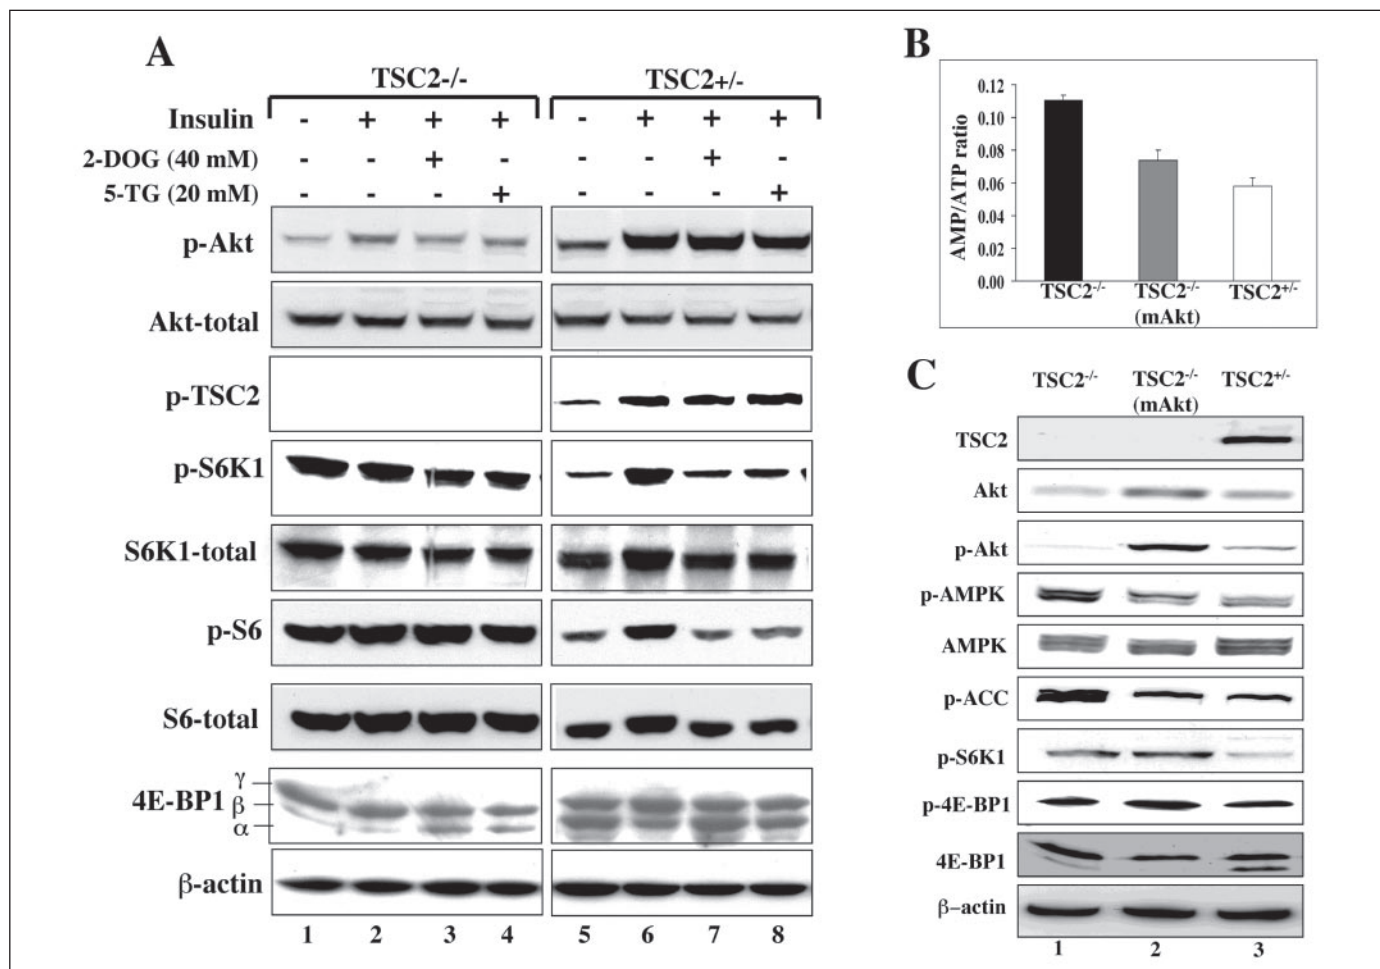 A
TSC2-/- TSC2+/-
Insulin - + + + - + + +
2-DOG (40 mM) - - + - - - + -
5-TG (20 mM) - - - + - - - +
p-Akt
Akt-total
p-TSC2
p-S6K1
S6K1-total
p-S6
S6-total
4E-BP1 γ β α
β-actin
1 2 3 4 5 6 7 8
B
AMP/ATP ratio
0.12
0.10
0.08
0.06
0.04
0.02
0.00
TSC2-/- TSC2-/- TSC2+/-
(mAkt)
C
TSC2-/- TSC2-/- TSC2+/-
(mAkt)
TSC2
Akt
p-Akt
p-AMPK
AMPK
p-ACC
p-S6K1
p-4E-BP1
4E-BP1
β-actin
1 2 3